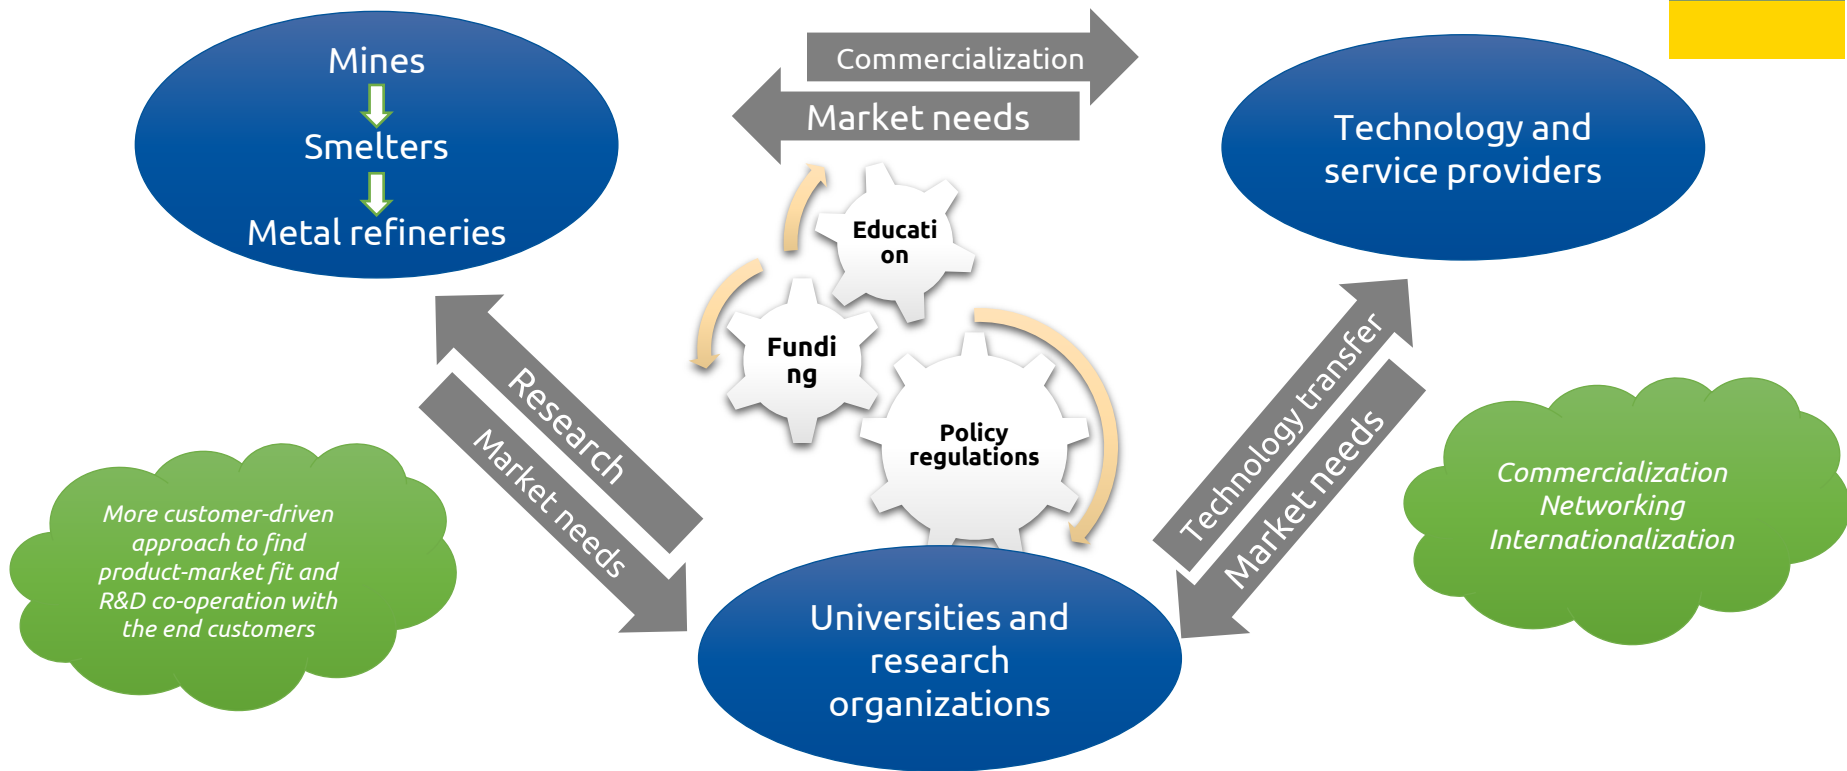 Mines
Smelters
Metal refineries
Commercialization
Market needs
Technology and
service providers
Educati
on
Fundi
ng
Policy
regulations
Research
Market needs
Technology transfer
Market needs
More customer-driven
approach to find
product-market fit and
R&D co-operation with
the end customers
Commercialization
Networking
Internationalization
Universities and
research
organizations